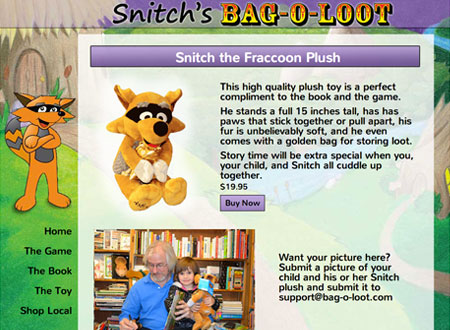 Snitch's BAG-O-LOOT
Snitch the Fraccoon Plush
This high quality plush toy is a perfect
compliment to the book and the game.
He stands a full 15 inches tall, has has
paws that stick together or pull apart, his
fur is unbelievably soft, and he even
comes with a golden bag for storing loot.
Story time will be extra special when you,
your child, and Snitch all cuddle up
together.
$19.95
Buy Now
Home
The Game
The Book
The Toy
Shop Local
Want your picture here?
Submit a picture of your
child and his or her Snitch
plush and submit it to
support@bag-o-loot.com